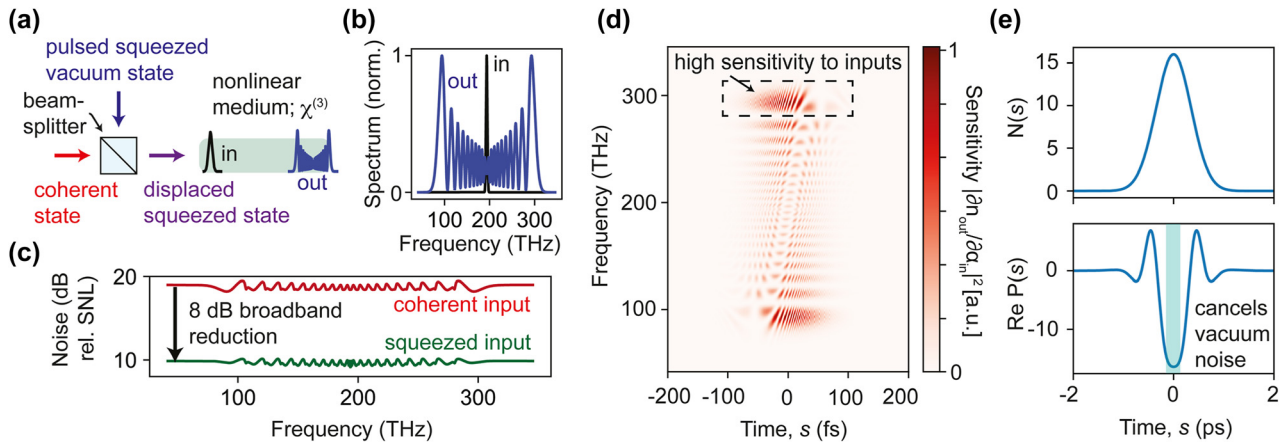 (a)
pulsed squeezed
vacuum state
beam-
splitter
nonlinear
medium; χ(3)
in
out
coherent
state
displaced
squeezed state
(b)
Spectrum (norm.)
1
0
out
in
100 200 300
Frequency (THz)
(c)
Noise (dB
rel. SNL)
20
10
coherent input
8 dB broadband
reduction
squeezed input
100 200 300
Frequency (THz)
(d)
Frequency (THz)
300
200
100
high sensitivity to inputs
-200 -100 0 100 200
Time, s (fs)
1
0
Sensitivity |∂nout/∂αin|2 [a.u.]
(e)
N(s)
15
10
5
0
Re P(s)
0
-10
cancels
vacuum
noise
-2 0 2
Time, s (ps)